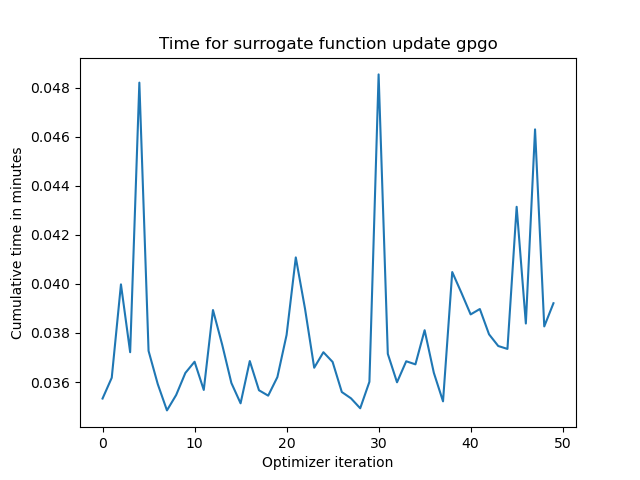 Time for surrogate function update gpgo
Cumulative time in minutes
0.048
0.046
0.044
0.042
0.040
0.038
0.036
0 10 20 30 40 50
Optimizer iteration